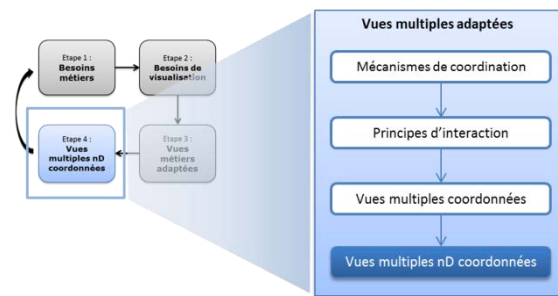 Etape 1 :
Besoins
métiers
Etape 2 :
Besoins de
visualisation
Etape 4 :
Vues
multiples nD
coordonnées
Etape 3 :
Vues
métiers
adaptées
Vues multiples adaptées
Mécanismes de coordination
Principes d'interaction
Vues multiples coordonnées
Vues multiples nD coordonnées